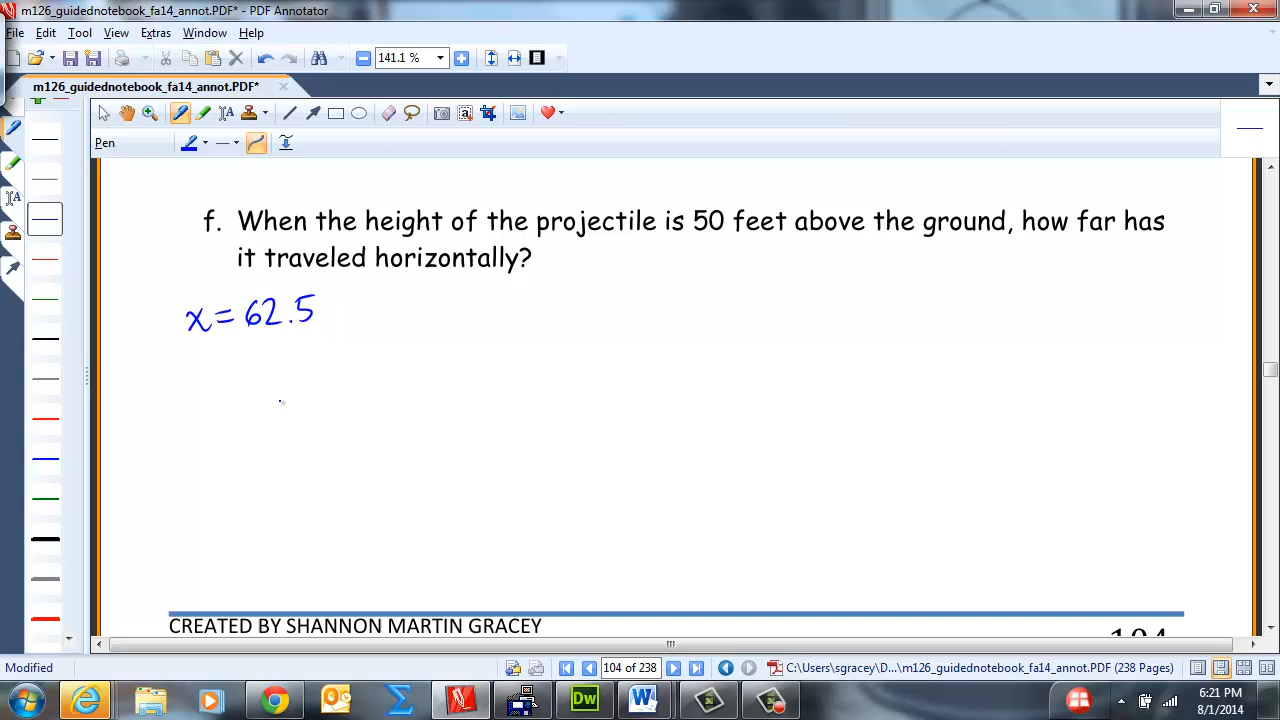 m126_guidednotebook_fa14_annot.PDF* - PDF Annotator
File Edit Tool View Extras Window Help
141.1 %
m126_guidednotebook_fa14_annot.PDF*
Pen
f. When the height of the projectile is 50 feet above the ground, how far has
it traveled horizontally?
x = 62.5
CREATED BY SHANNON MARTIN GRACEY
104
Modified
104 of 238
C:\Users\sgracey\D...\m126_guidednotebook_fa14_annot.PDF (238 Pages)
Dw
6:21 PM
8/1/2014